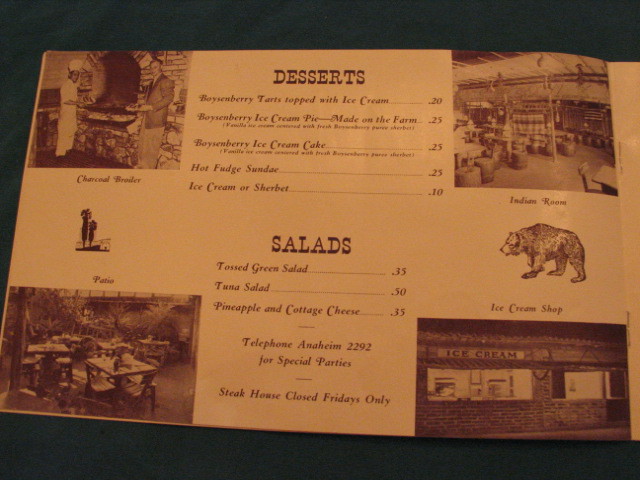 DESSERTS
Boysenberry Tarts topped with Ice Cream .20
Boysenberry Ice Cream Pie—Made on the Farm .25
(Vanilla ice cream centered with fresh Boysenberry puree sherbet)
Boysenberry Ice Cream Cake .25
(Vanilla ice cream centered with fresh Boysenberry puree sherbet)
Hot Fudge Sundae .25
Ice Cream or Sherbet .10
Charcoal Broiler
Indian Room
SALADS
Tossed Green Salad .35
Tuna Salad .50
Pineapple and Cottage Cheese .35
Patio
Ice Cream Shop
Telephone Anaheim 2292
for Special Parties
Steak House Closed Fridays Only
ICE CREAM